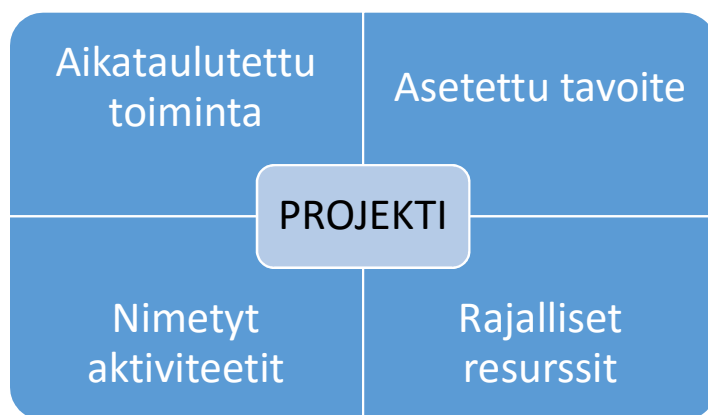 Aikataulutettu
toiminta
Asetettu tavoite
PROJEKTI
Nimetyt
aktiviteetit
Rajalliset
resurssit